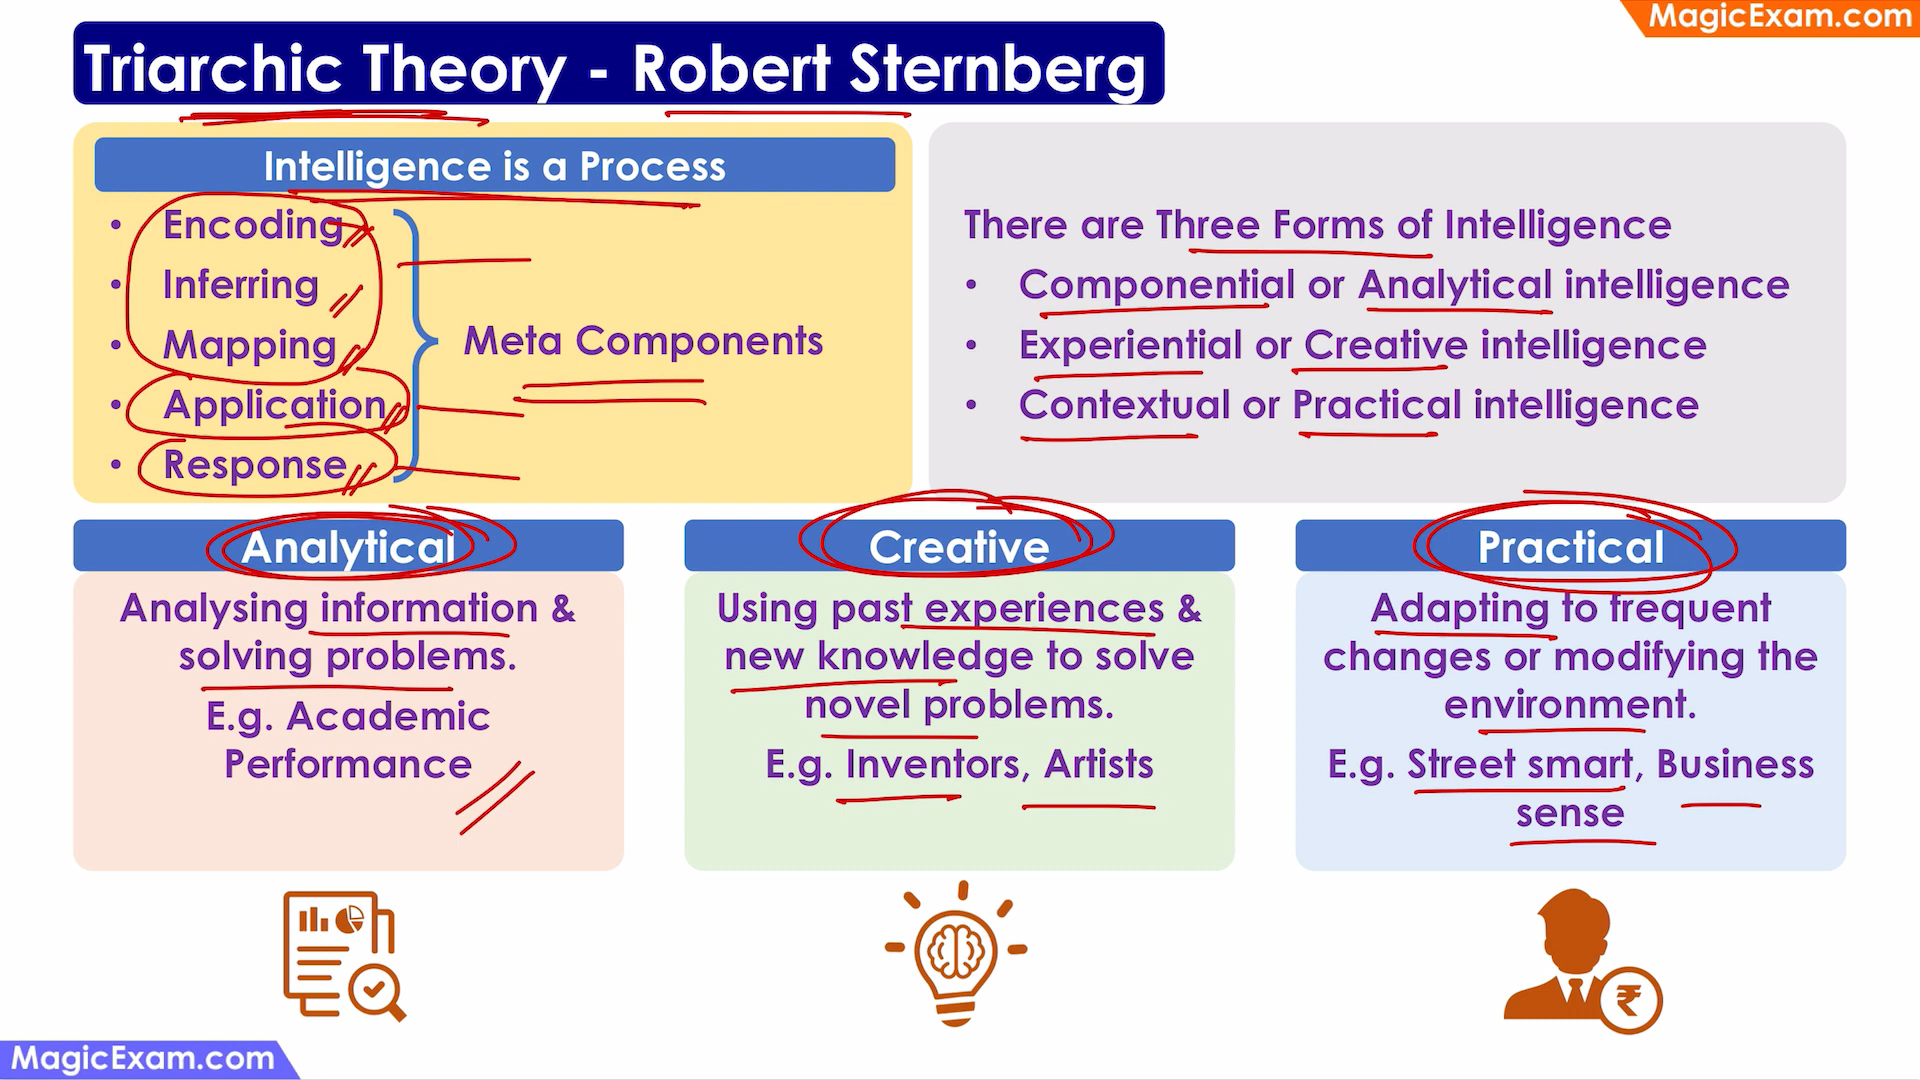 MagicExam.com
Triarchic Theory - Robert Sternberg
Intelligence is a Process
• Encoding
• Inferring
• Mapping
• Application
• Response
Meta Components
There are Three Forms of Intelligence
• Componential or Analytical intelligence
• Experiential or Creative intelligence
• Contextual or Practical intelligence
Analytical
Analysing information &
solving problems.
E.g. Academic
Performance
Creative
Using past experiences &
new knowledge to solve
novel problems.
E.g. Inventors, Artists
Practical
Adapting to frequent
changes or modifying the
environment.
E.g. Street smart, Business
sense
₹
MagicExam.com